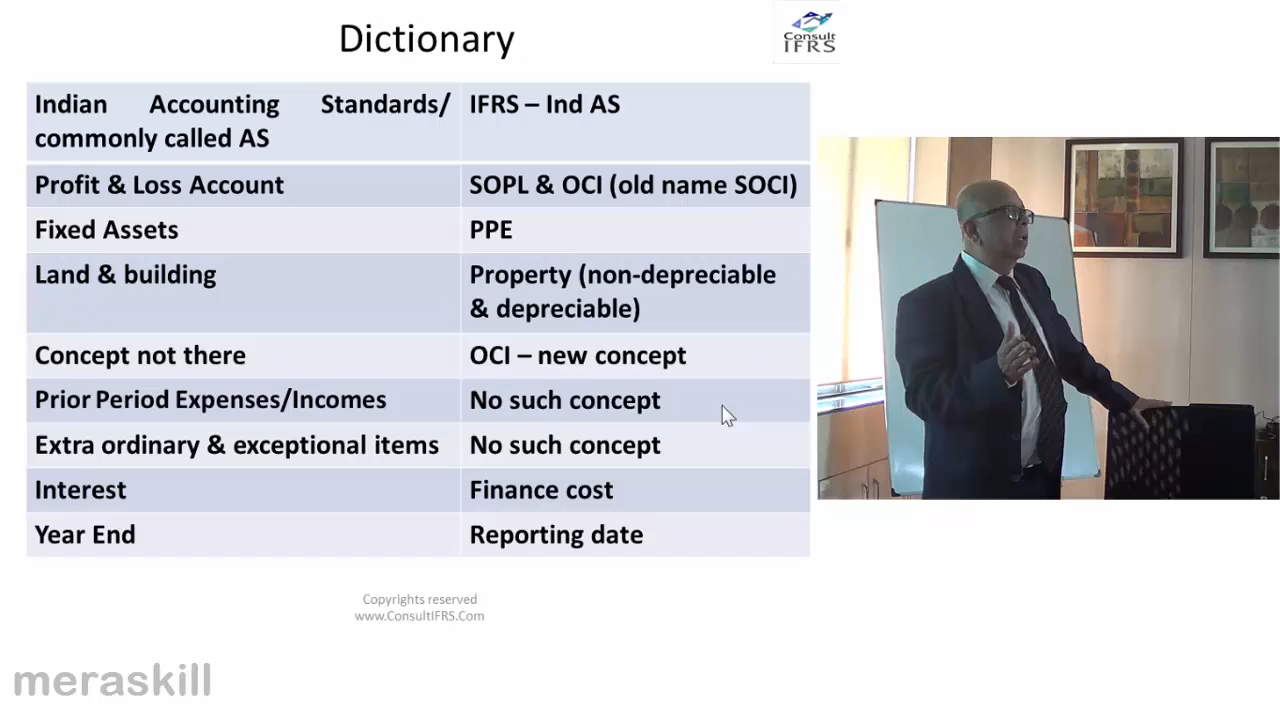 Dictionary
Consult
IFRS
Indian Accounting Standards/ IFRS – Ind AS
commonly called AS
Profit & Loss Account SOPL & OCI (old name SOCI)
Fixed Assets PPE
Land & building Property (non-depreciable
& depreciable)
Concept not there OCI – new concept
Prior Period Expenses/Incomes No such concept
Extra ordinary & exceptional items No such concept
Interest Finance cost
Year End Reporting date
Copyrights reserved
www.ConsultIFRS.Com
meraskill